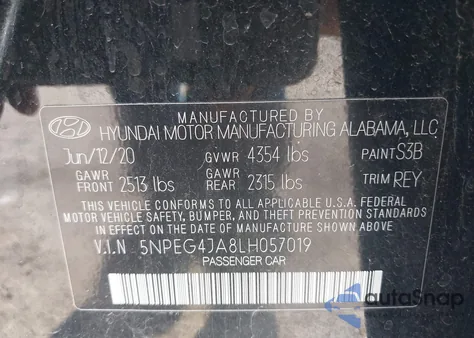 MANUFACTURED BY
HYUNDAI MOTOR MANUFACTURING ALABAMA, LLC
Jun/12/20 GVWR 4354 lbs PAINT S3B
GAWR FRONT 2513 lbs GAWR REAR 2315 lbs TRIM REY
THIS VEHICLE CONFORMS TO ALL APPLICABLE U.S.A. FEDERAL
MOTOR VEHICLE SAFETY, BUMPER, AND THEFT PREVENTION STANDARDS
IN EFFECT ON THE DATE OF MANUFACTURE SHOWN ABOVE.
V.I.N 5NPEG4JA8LH057019
PASSENGER CAR
autaSnap